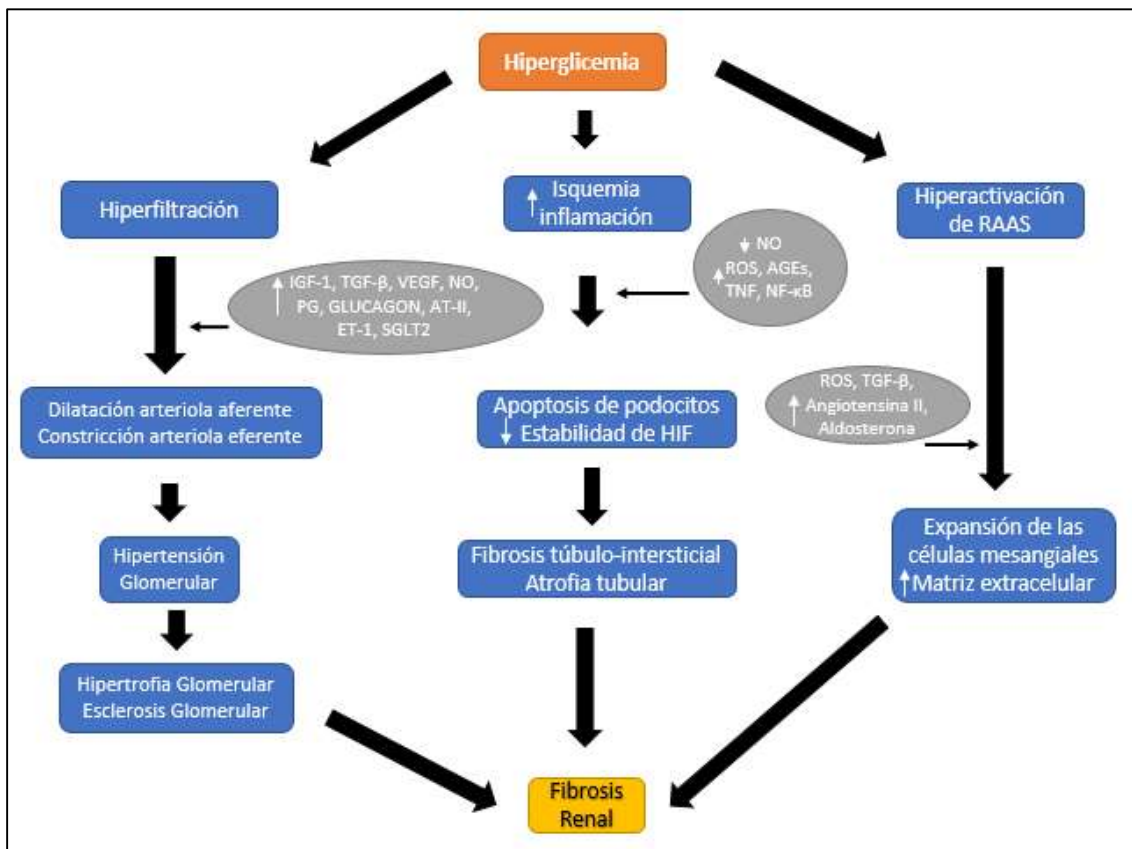 Hiperglicemia
Hiperfiltración
↑ Isquemia
inflamación
Hiperactivación
de RAAS
↓ NO
↑ ROS, AGEs,
TNF, NF-κB
↑ IGF-1, TGF-β, VEGF, NO,
PG, GLUCAGON, AT-II,
ET-1, SGLT2
Dilatación arteriola aferente
Constricción arteriola eferente
Apoptosis de podocitos
↓ Estabilidad de HIF
ROS, TGF-β,
↑ Angiotensina II,
Aldosterona
Hipertensión
Glomerular
Fibrosis túbulo-intersticial
Atrofia tubular
Expansión de las
células mesangiales
↑ Matriz extracelular
Hipertrofia Glomerular
Esclerosis Glomerular
Fibrosis
Renal